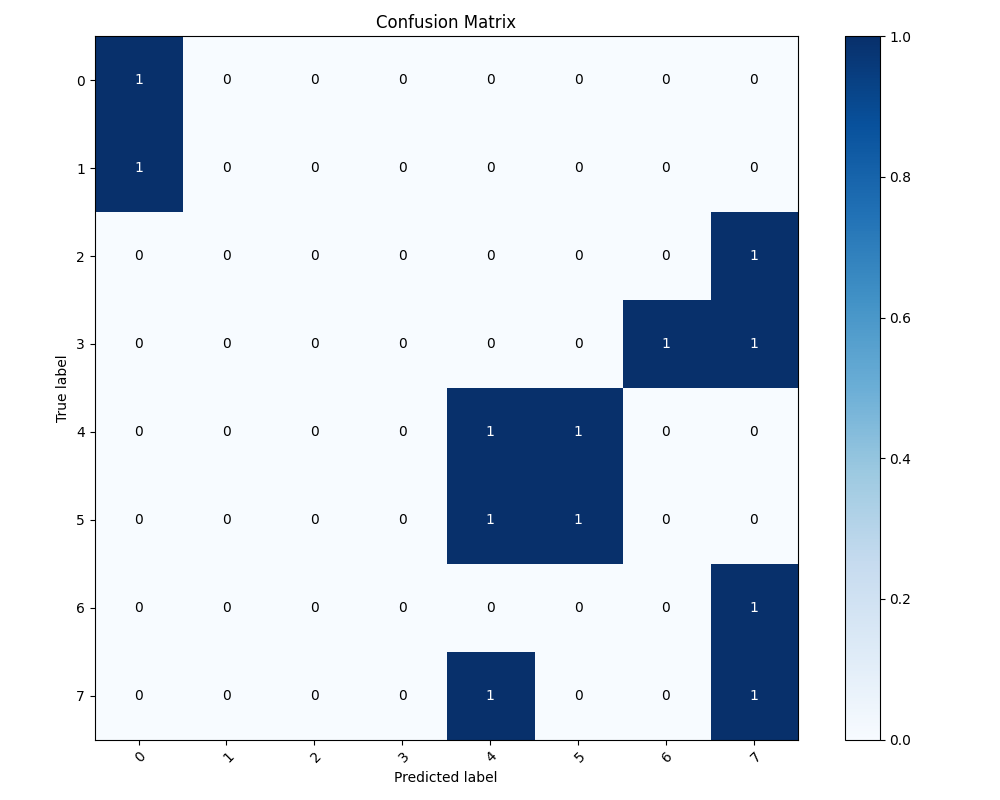 Confusion Matrix
0 1 0 0 0 0 0 0 0 1.0
1 1 0 0 0 0 0 0 0 0.8
2 0 0 0 0 0 0 0 1
3 0 0 0 0 0 0 1 1 0.6
4 0 0 0 0 1 1 0 0 0.4
5 0 0 0 0 1 1 0 0
6 0 0 0 0 0 0 0 1 0.2
7 0 0 0 0 1 0 0 1 0.0
True label
0 1 2 3 4 5 6 7
Predicted label